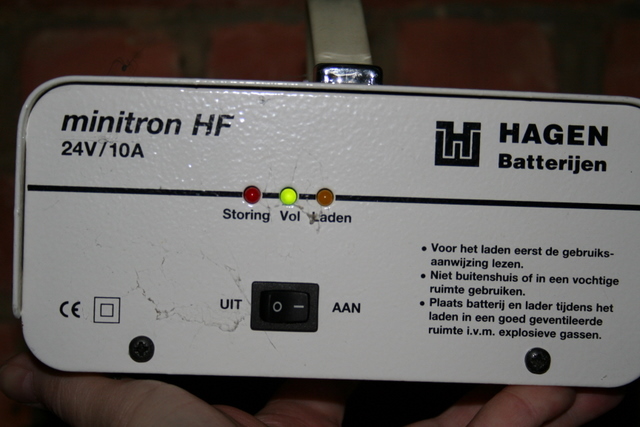 minitron HF
24V/10A
HAGEN
Batterijen
Storing Vol Laden
UIT
AAN
CE
• Voor het laden eerst de gebruiks-
aanwijzing lezen.
• Niet buitenshuis of in een vochtige
ruimte gebruiken.
• Plaats batterij en lader tijdens het
laden in een goed geventileerde
ruimte i.v.m. explosieve gassen.